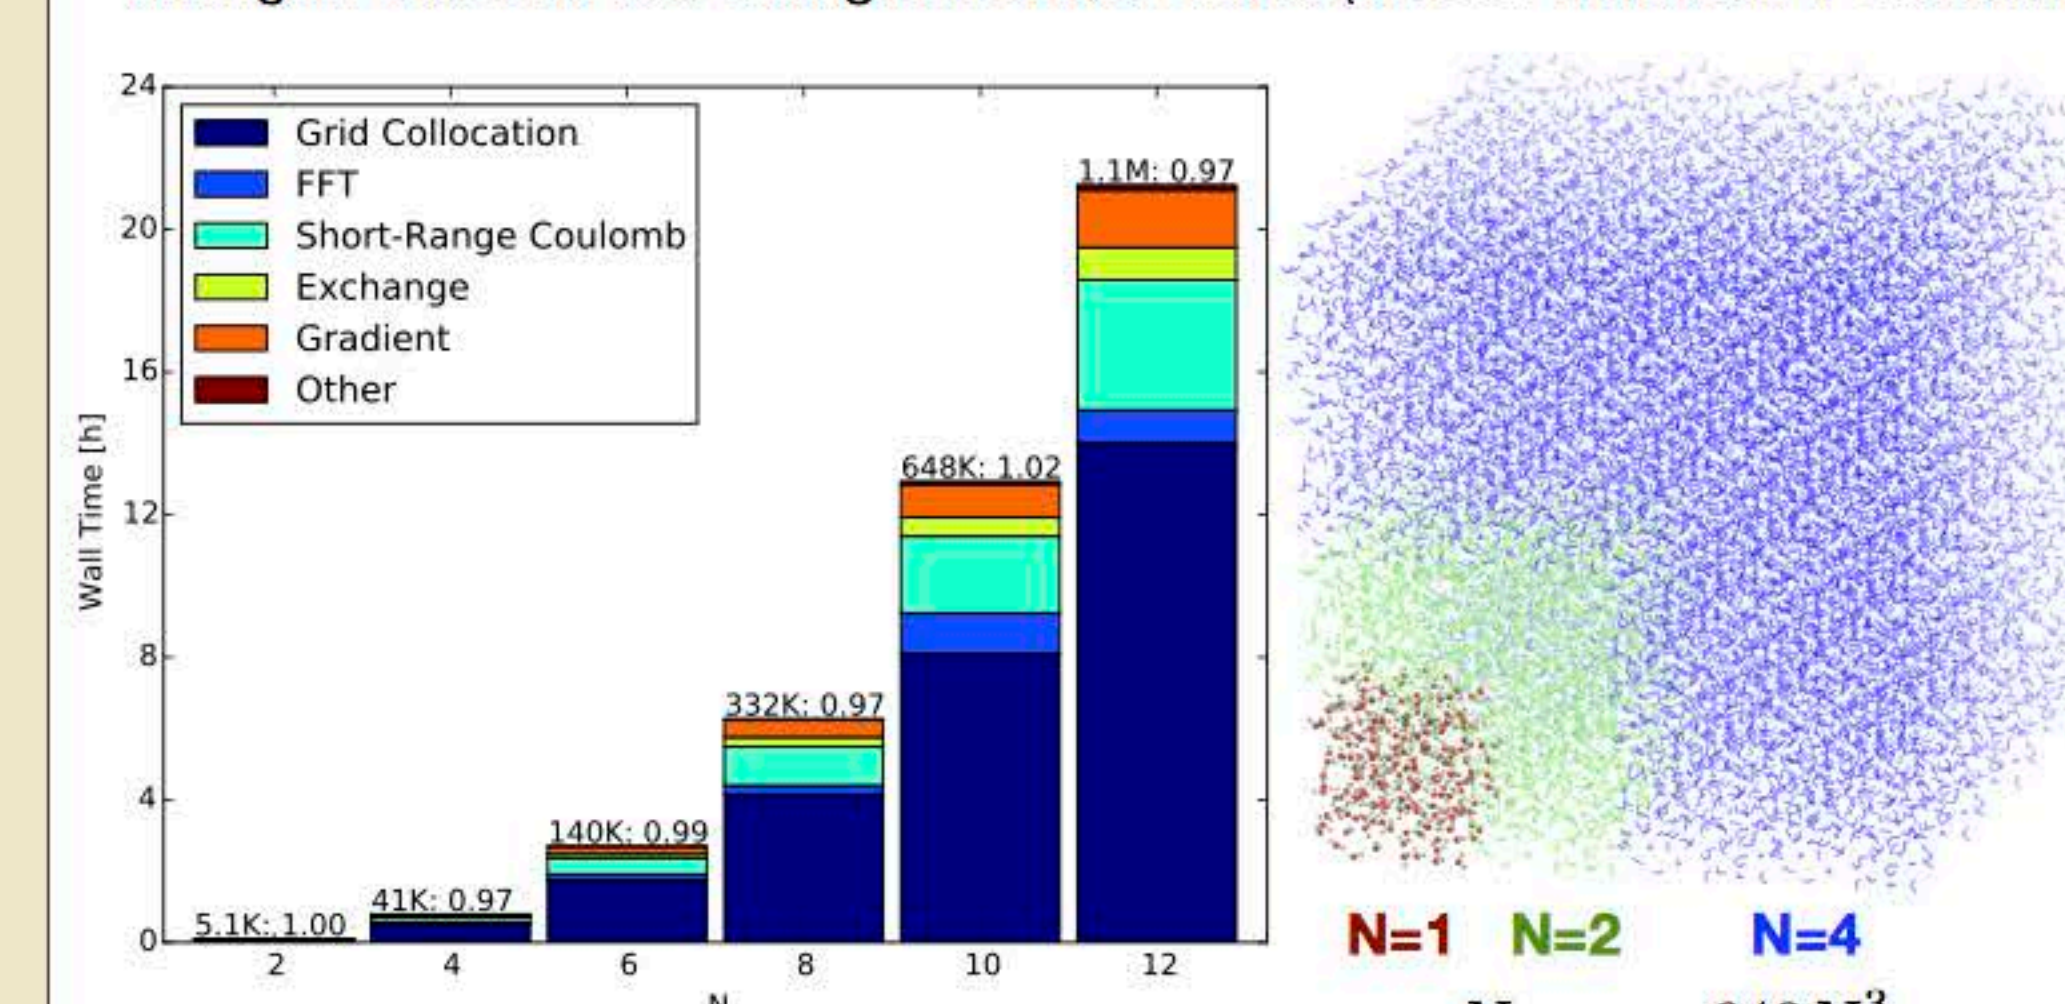 24
20
16
12
8
4
0
Wall Time [h]
Grid Collocation
FFT
Short-Range Coulomb
Exchange
Gradient
Other
5.1K: 1.00
41K: 0.97
140K: 0.99
332K: 0.97
648K: 1.02
1.1M: 0.97
2 4 6 8 10 12
N=1 N=2 N=4